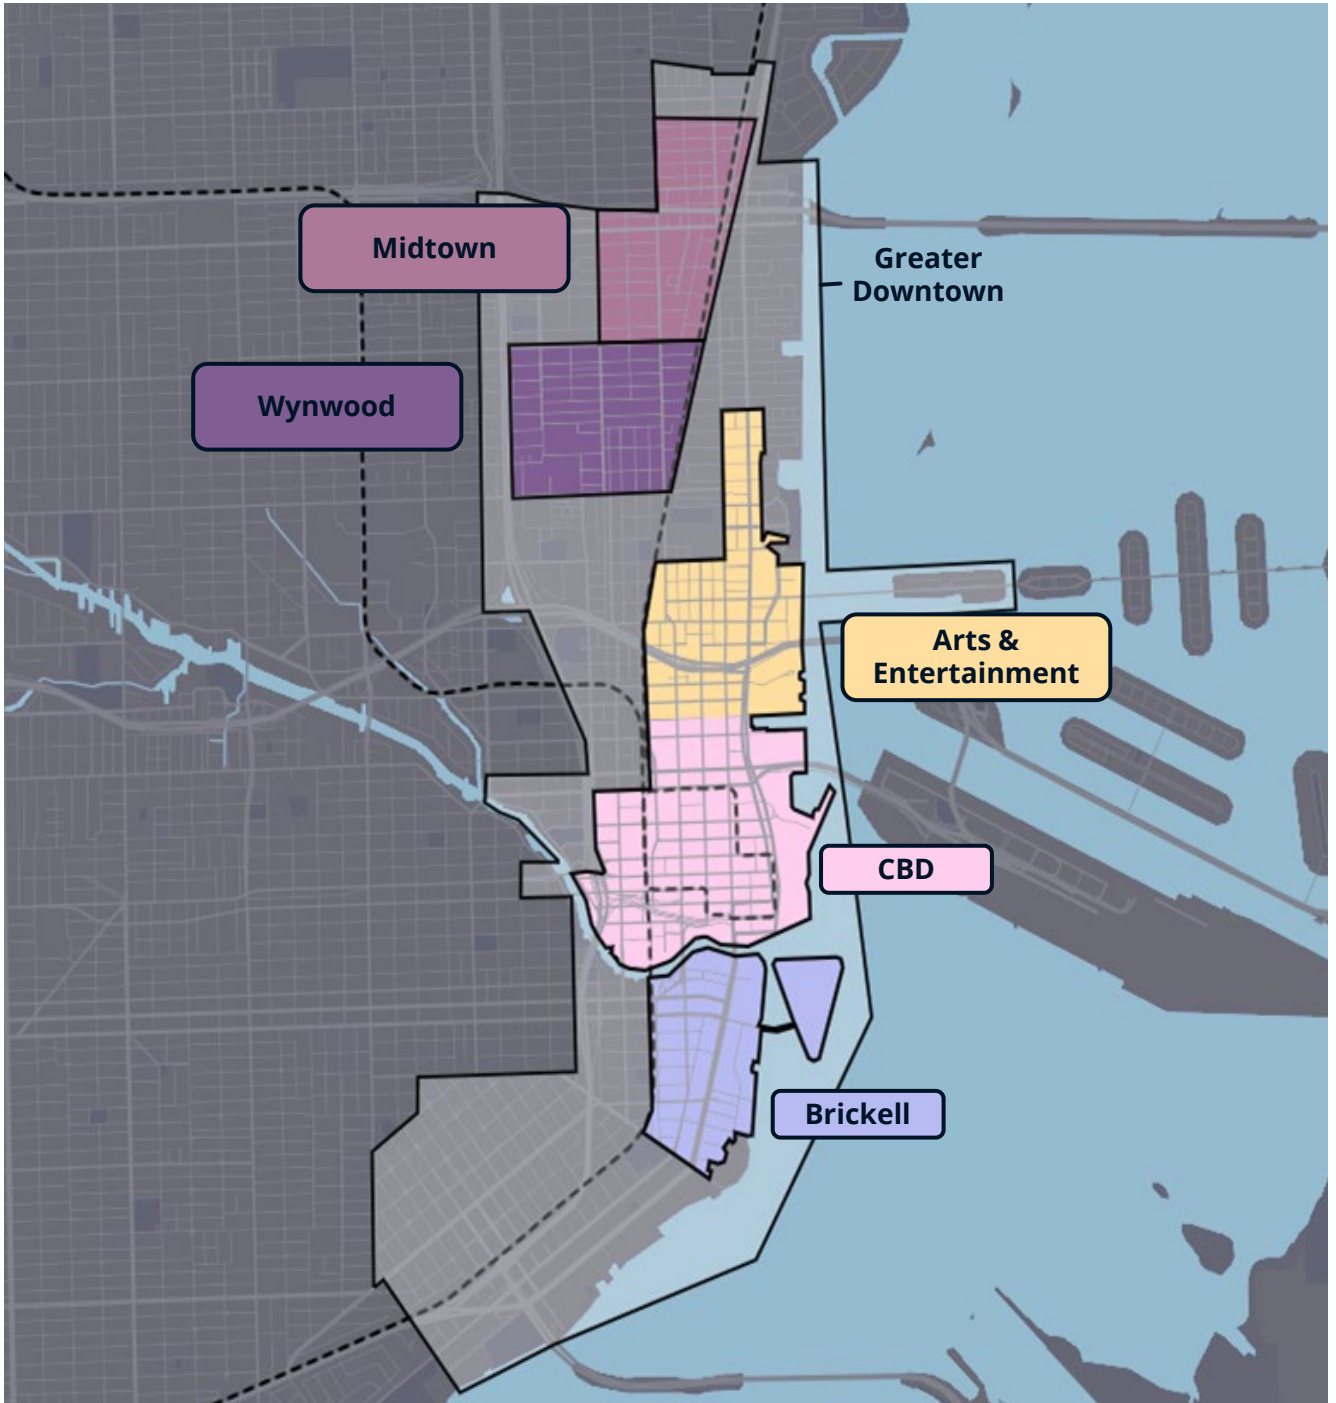 Midtown
Greater
Downtown
Wynwood
Arts &
Entertainment
CBD
Brickell